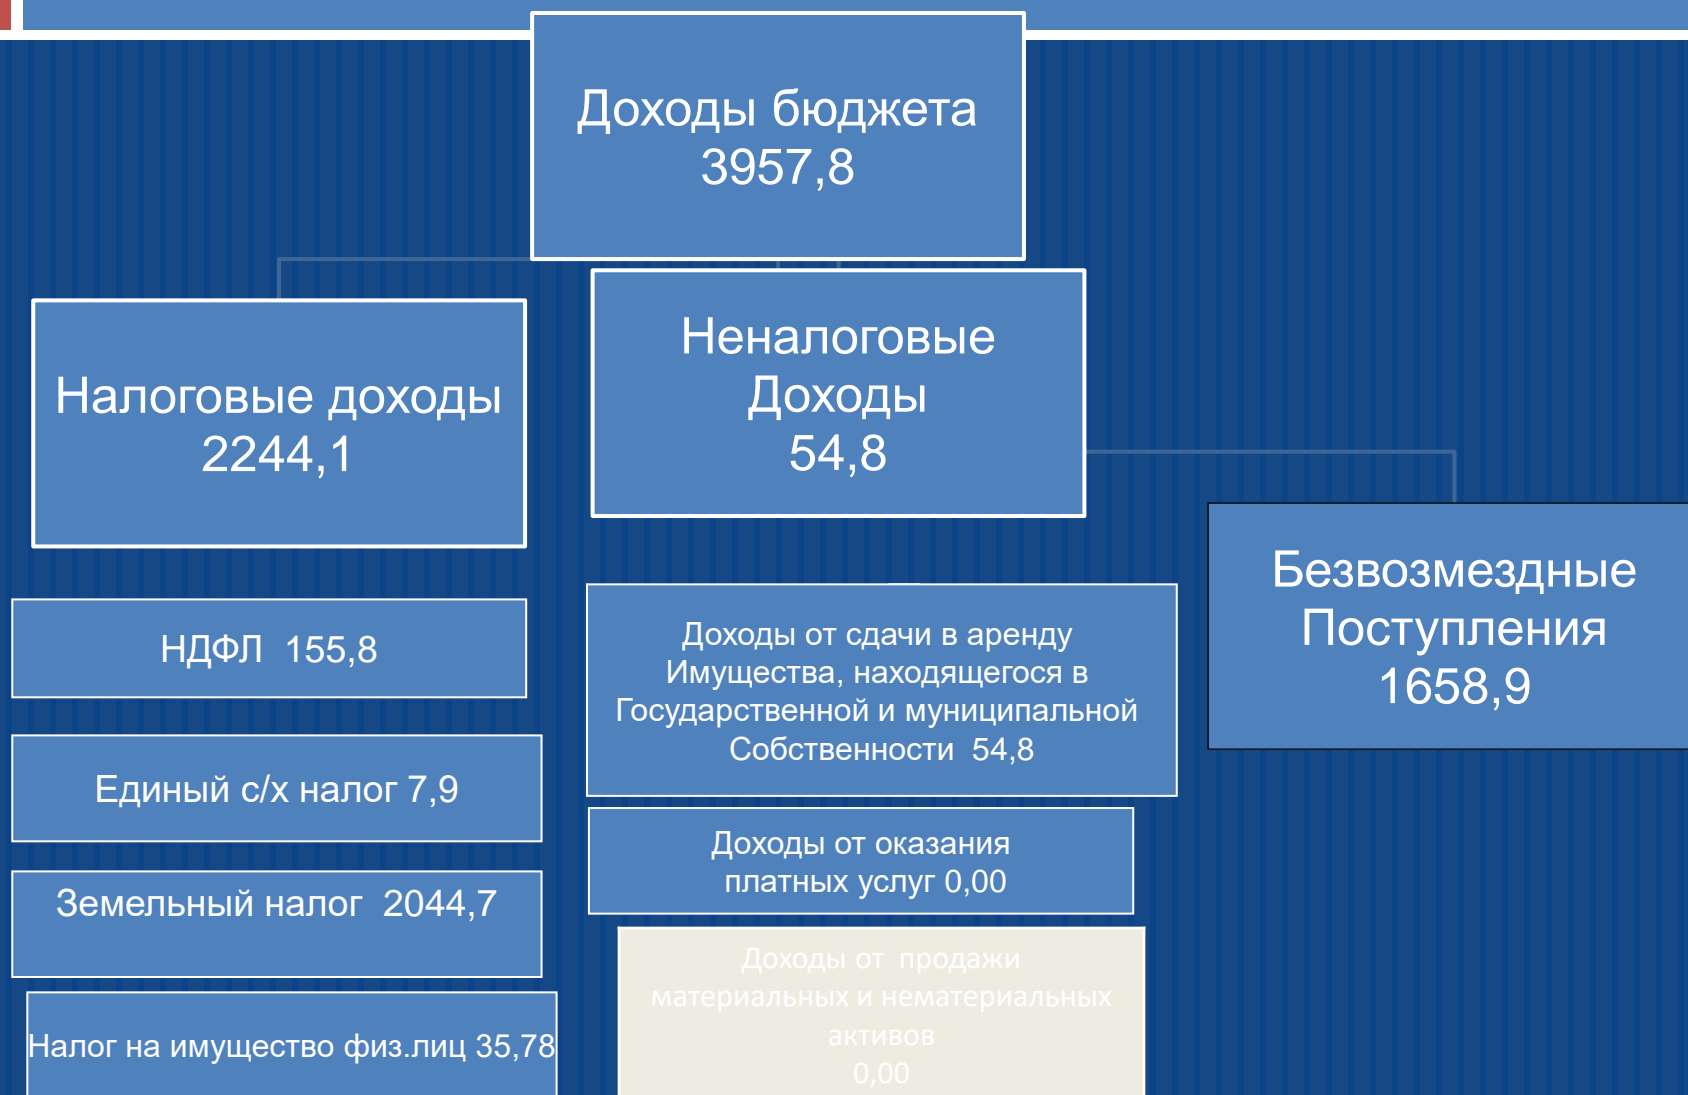 Доходы бюджета
3957,8
Налоговые доходы
2244,1
Неналоговые
Доходы
54,8
Безвозмездные
Поступления
1658,9
НДФЛ 155,8
Единый с/х налог 7,9
Земельный налог 2044,7
Налог на имущество физ.лиц 35,78
Доходы от сдачи в аренду
Имущества, находящегося в
Государственной и муниципальной
Собственности 54,8
Доходы от оказания
платных услуг 0,00
Доходы от продажи
материальных и нематериальных
активов
0,00